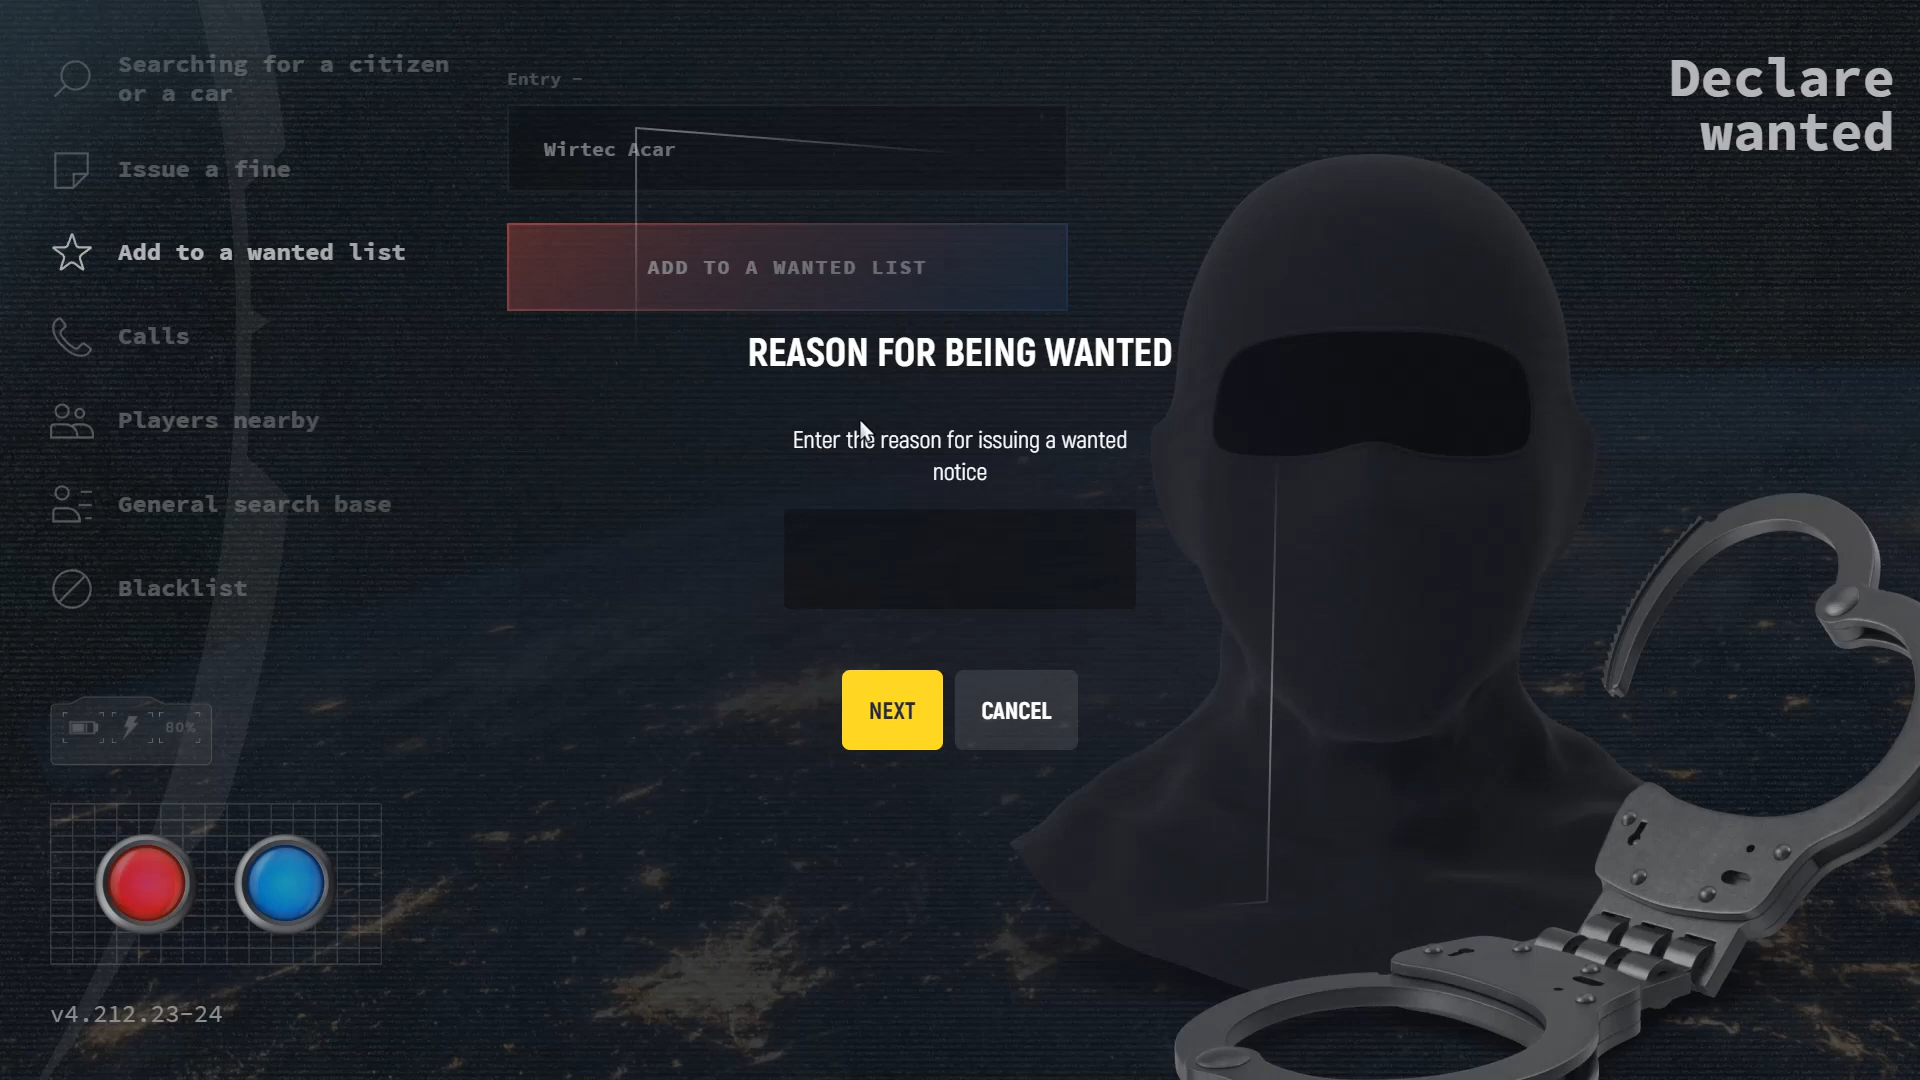 Searching for a citizen
or a car
Issue a fine
Add to a wanted list
Calls
Players nearby
General search base
Blacklist
80%
v4.212.23-24
Entry -
Wirtec Acar
ADD TO A WANTED LIST
REASON FOR BEING WANTED
Enter the reason for issuing a wanted
notice
NEXT
CANCEL
Declare
wanted